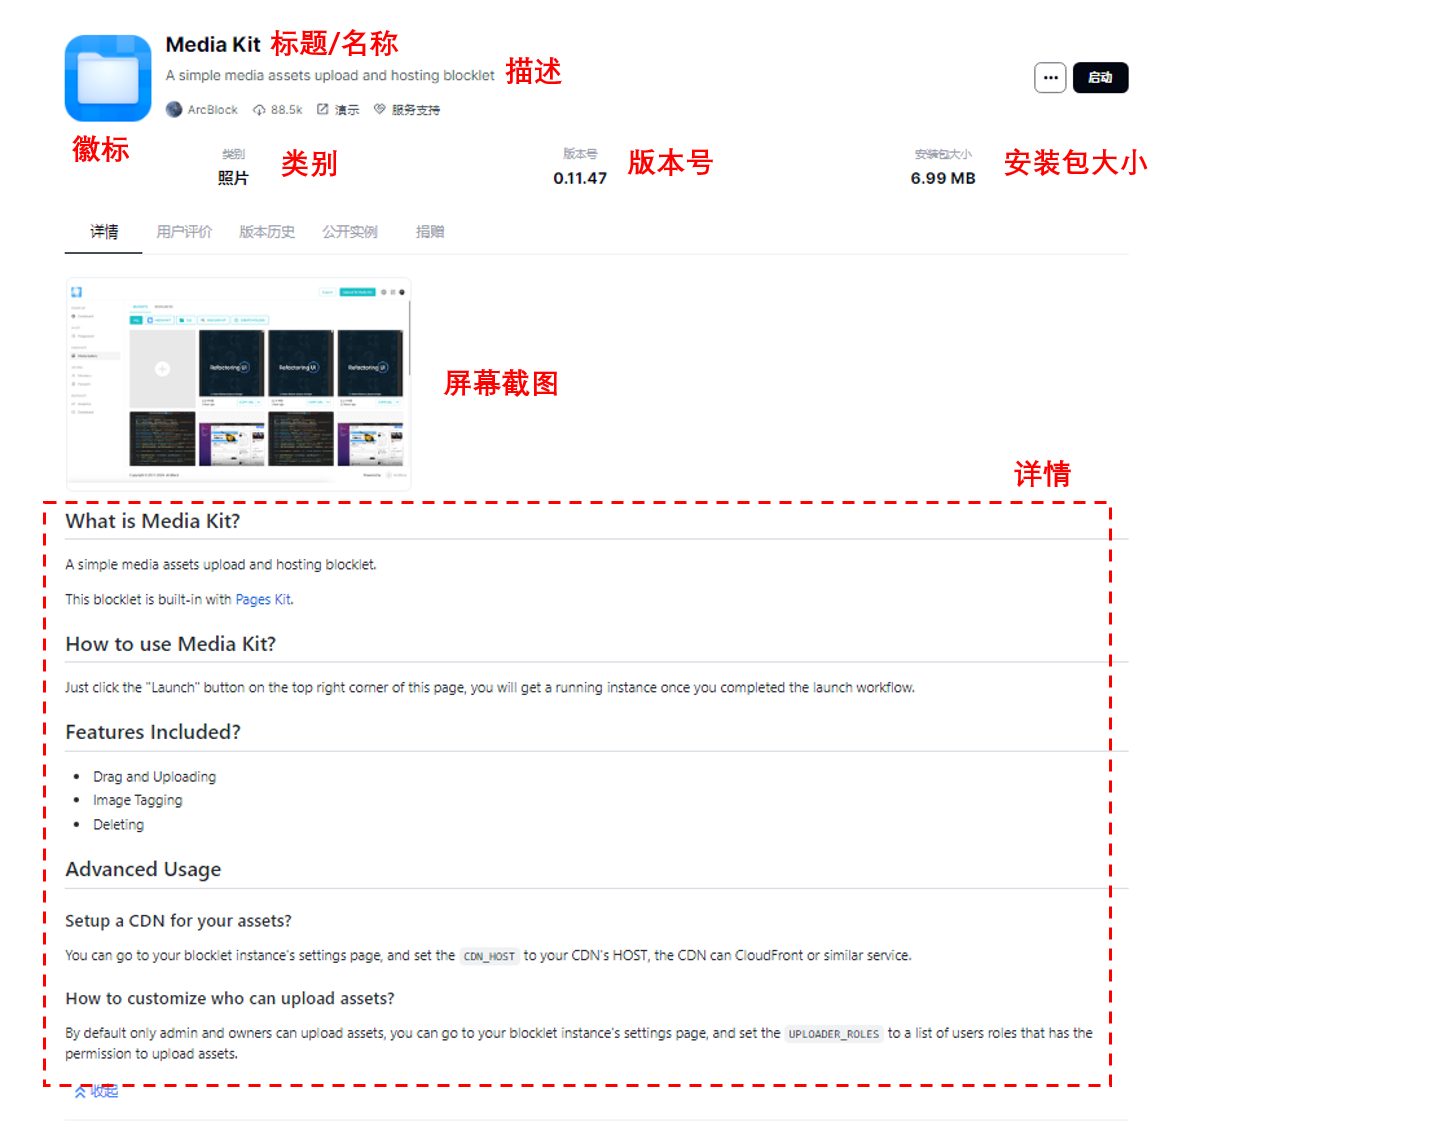 Media Kit 标题/名称
A simple media assets upload and hosting blocklet 描述
··· 启动
ArcBlock 88.5k 演示 服务支持
徽标
类别 类别
照片
版本号 版本号
0.11.47
安装包大小 安装包大小
6.99 MB
详情 用户评价 版本历史 公开实例 捐赠
Refactoring UI Refactoring UI Refactoring UI
屏幕截图
详情
What is Media Kit?
A simple media assets upload and hosting blocklet.
This blocklet is built-in with Pages Kit.
How to use Media Kit?
Just click the "Launch" button on the top right corner of this page, you will get a running instance once you completed the launch workflow.
Features Included?
• Drag and Uploading
• Image Tagging
• Deleting
Advanced Usage
Setup a CDN for your assets?
You can go to your blocklet instance's settings page, and set the CDN_HOST to your CDN's HOST, the CDN can CloudFront or similar service.
How to customize who can upload assets?
By default only admin and owners can upload assets, you can go to your blocklet instance's settings page, and set the UPLOADER_ROLES to a list of users roles that has the
permission to upload assets.
收起